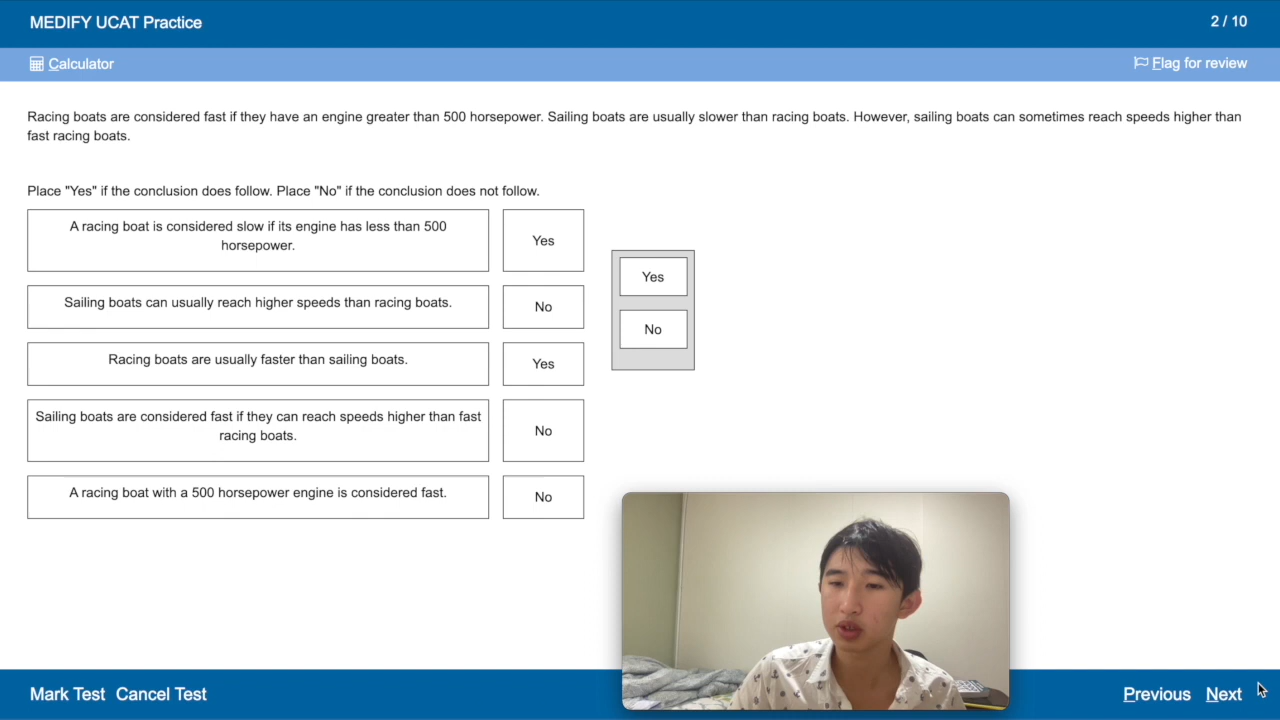 MEDIFY UCAT Practice
2 / 10
Calculator
Flag for review
Racing boats are considered fast if they have an engine greater than 500 horsepower. Sailing boats are usually slower than racing boats. However, sailing boats can sometimes reach speeds higher than
fast racing boats.
Place "Yes" if the conclusion does follow. Place "No" if the conclusion does not follow.
A racing boat is considered slow if its engine has less than 500
horsepower.
Yes
Sailing boats can usually reach higher speeds than racing boats.
No
Racing boats are usually faster than sailing boats.
Yes
Sailing boats are considered fast if they can reach speeds higher than fast
racing boats.
No
A racing boat with a 500 horsepower engine is considered fast.
No
Yes
No
Mark Test
Cancel Test
Previous
Next